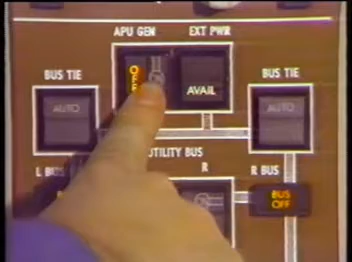 APU GEN EXT PWR
BUS TIE OFF AVAIL BUS TIE
AUTO AUTO
UTILITY BUS
L BUS R R BUS
BUS
OFF